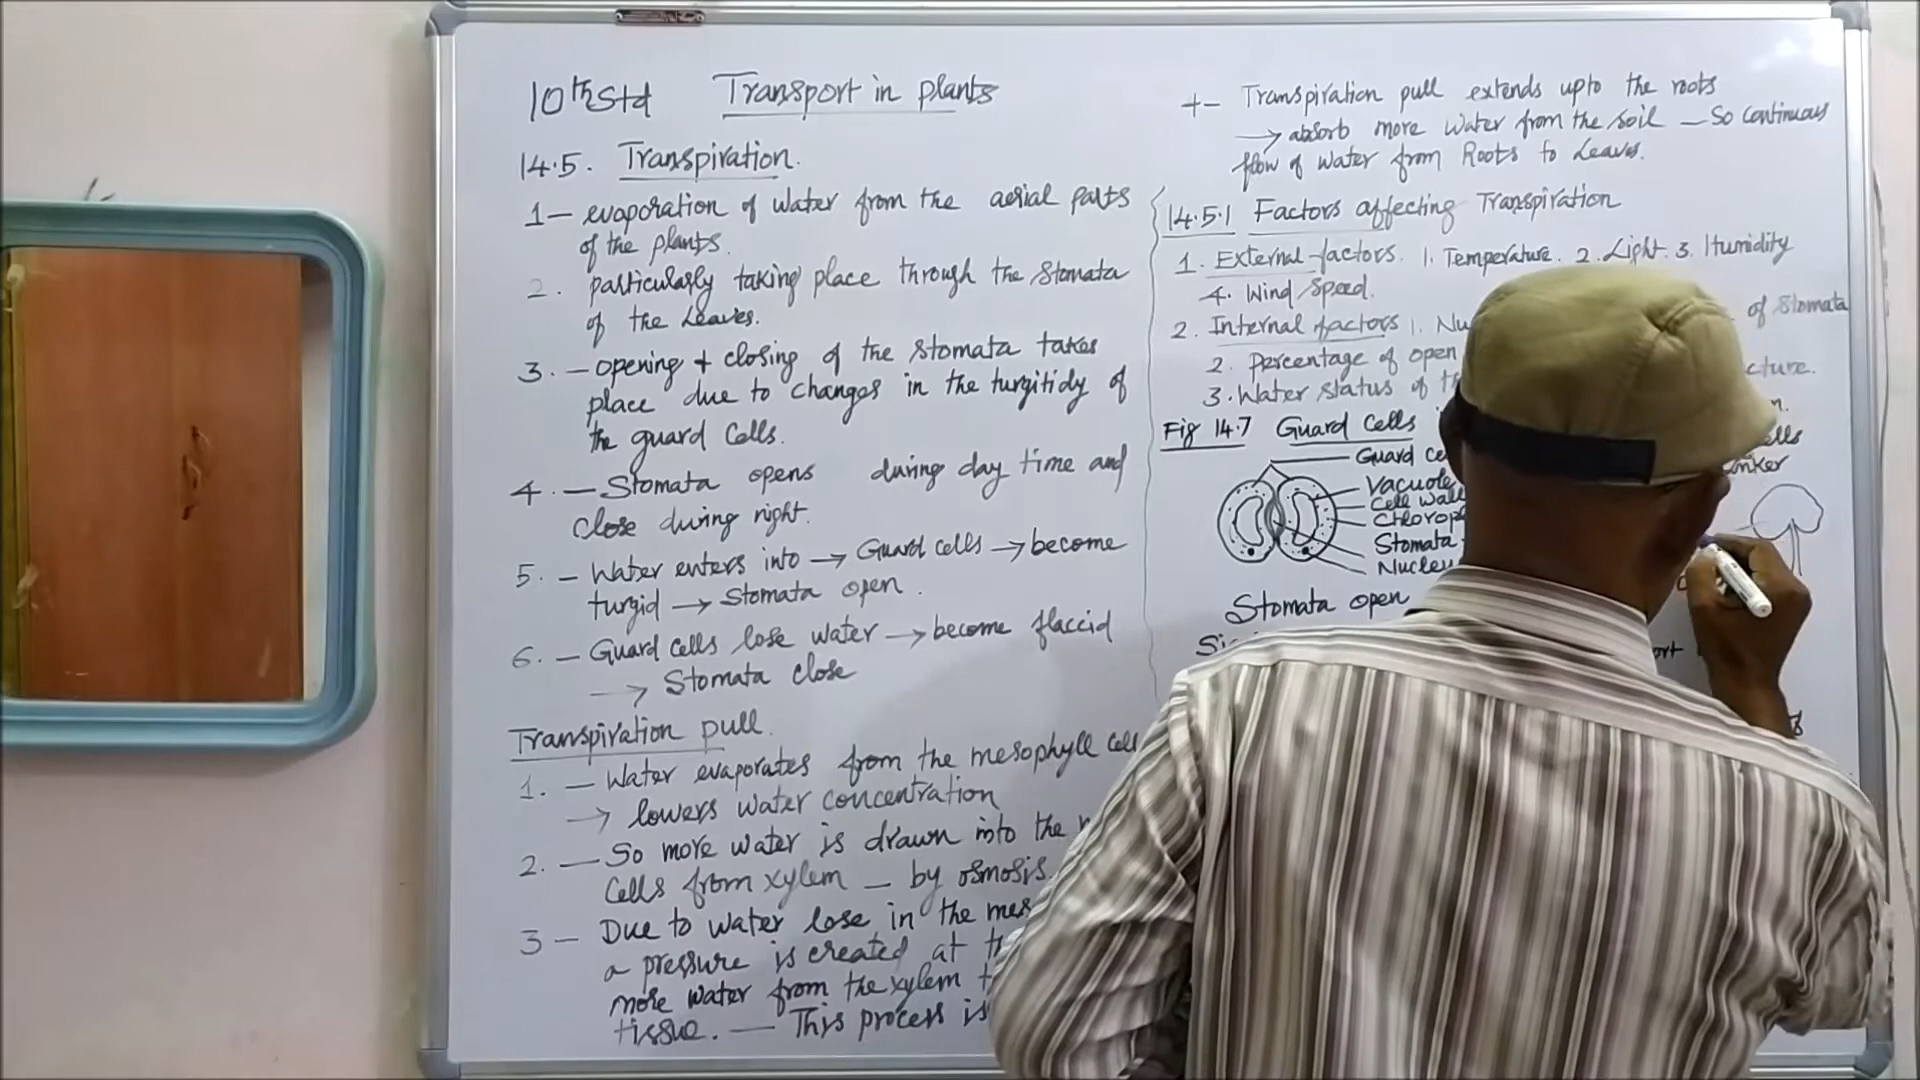 10th Std Transport in plants
14.5. Transpiration.
1 — evaporation of water from the aerial parts
of the plants.
2. particularly taking place through the stomata
of the Leaves.
3. — opening + closing of the stomata takes
place due to changes in the turgitidy of
the guard cells.
4. — Stomata opens during day time and
close during right.
5. — Water enters into → Guard cells → become
turgid → Stomata open.
6. — Guard cells lose water → become flaccid
→ Stomata close
Transpiration pull.
1. — Water evaporates from the mesophyll cell
→ lowers water concentration
2. — So more water is drawn into the
cells from xylem — by osmosis.
3 — Due to water lose in the
a pressure is created at
more water from the xylem
tissue. — This process is
4 — Transpiration pull extends upto the roots
→ absorb more water from the soil — So continuous
flow of water from Roots to Leaves.
14.5.1 Factors affecting Transpiration
1. External factors. 1. Temperature. 2. Light. 3. Humidity
4. Wind speed.
2. Internal factors 1. of Stomata
2. percentage of open
3. Water status of
Fig 14.7 Guard cells
Guard
Vacuole
Cell wall
Stomata
Stomata open